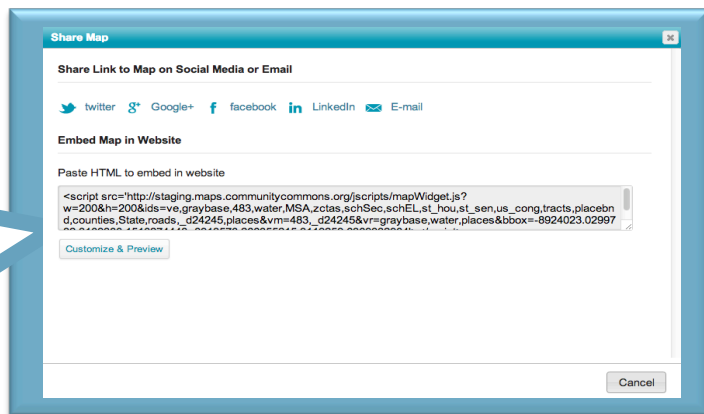 Share Map
Share Link to Map on Social Media or Email
twitter Google+ facebook LinkedIn E-mail
Embed Map in Website
Paste HTML to embed in website
<script src='http://staging.maps.communitycommons.org/jscripts/mapWidget.js?
w=200&h=200&ids=ve,graybase,483,water,MSA,zctas,schSec,schEL,st_hou,st_sen,us_cong,tracts,placebn
d,counties,State,roads,_d24245,places&vm=483,_d24245&vr=graybase,water,places&bbox=-8924023.02997
Customize & Preview
Cancel